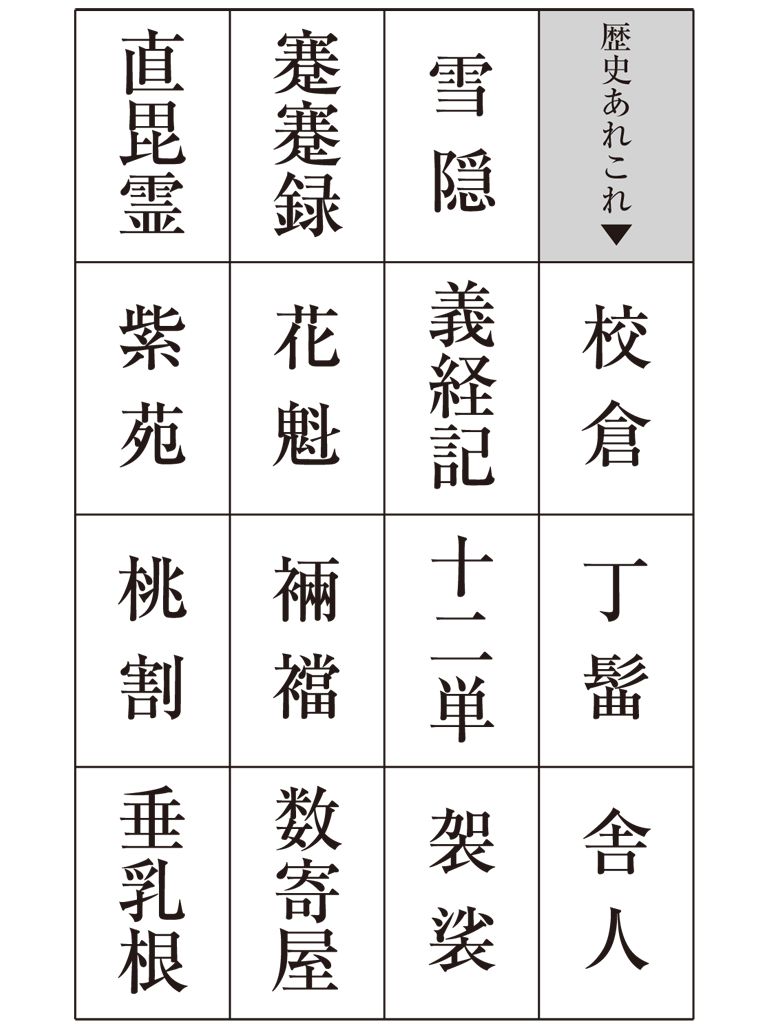 歴史あれこれ▼
校倉
丁髷
舎人
雪隠
義経記
十二単
袈裟
蹇蹇録
花魁
裲襠
数寄屋
直毘霊
紫苑
桃割
垂乳根